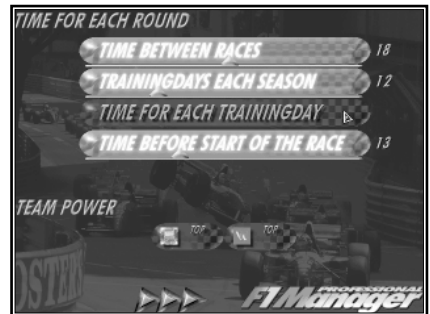 TIME FOR EACH ROUND
TIME BETWEEN RACES 18
TRAININGDAYS EACH SEASON 12
TIME FOR EACH TRAININGDAY
TIME BEFORE START OF THE RACE 13
TEAM POWER
TOP TOP
OSTER
PROFESSIONAL
F1 Manager